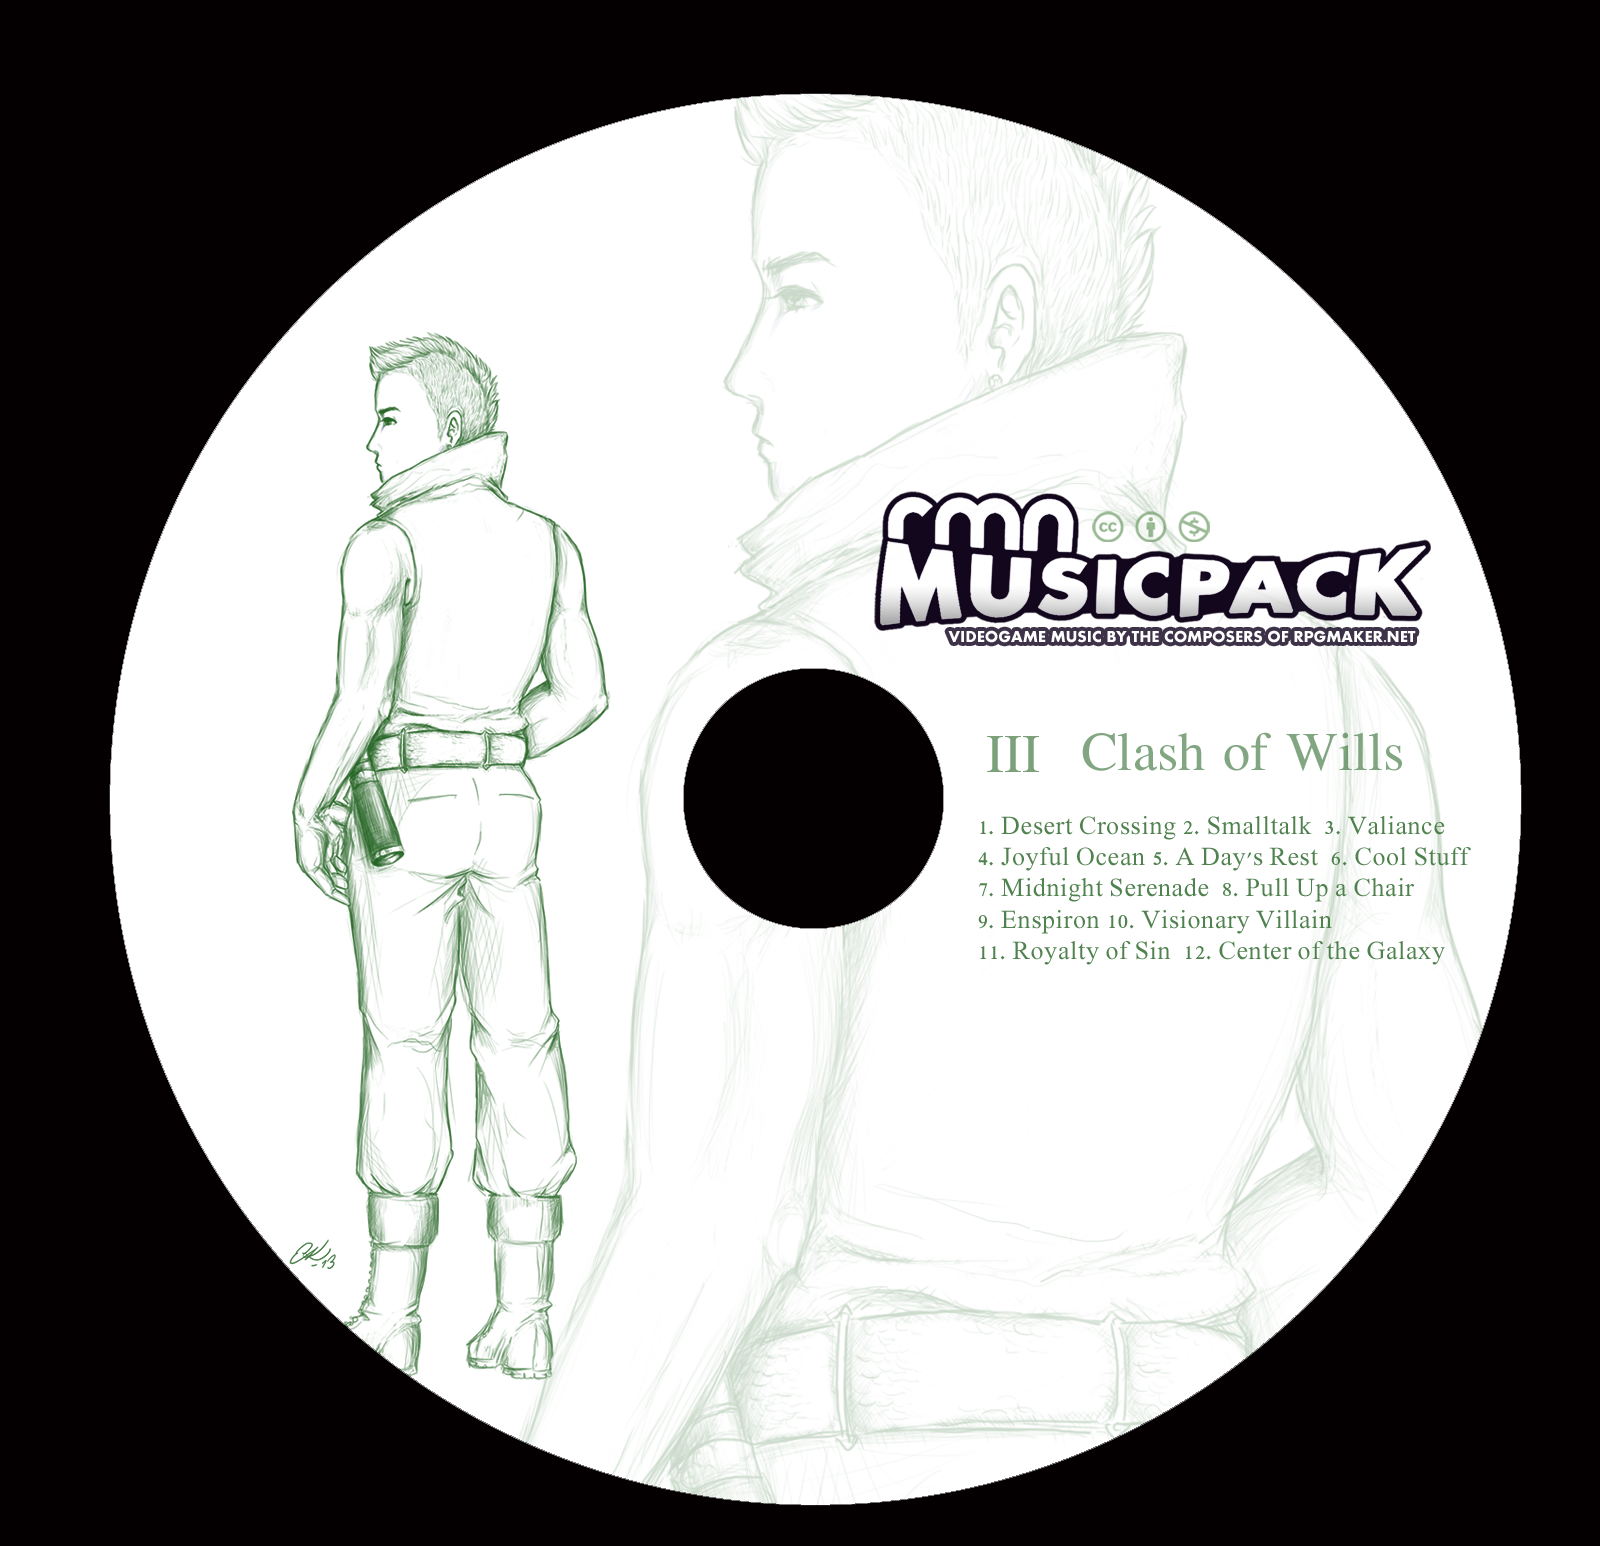 rmn
MUSICPACK
VIDEOGAME MUSIC BY THE COMPOSERS OF RPGMAKER.NET
III Clash of Wills
1. Desert Crossing 2. Smalltalk 3. Valiance
4. Joyful Ocean 5. A Day's Rest 6. Cool Stuff
7. Midnight Serenade 8. Pull Up a Chair
9. Enspiron 10. Visionary Villain
11. Royalty of Sin 12. Center of the Galaxy